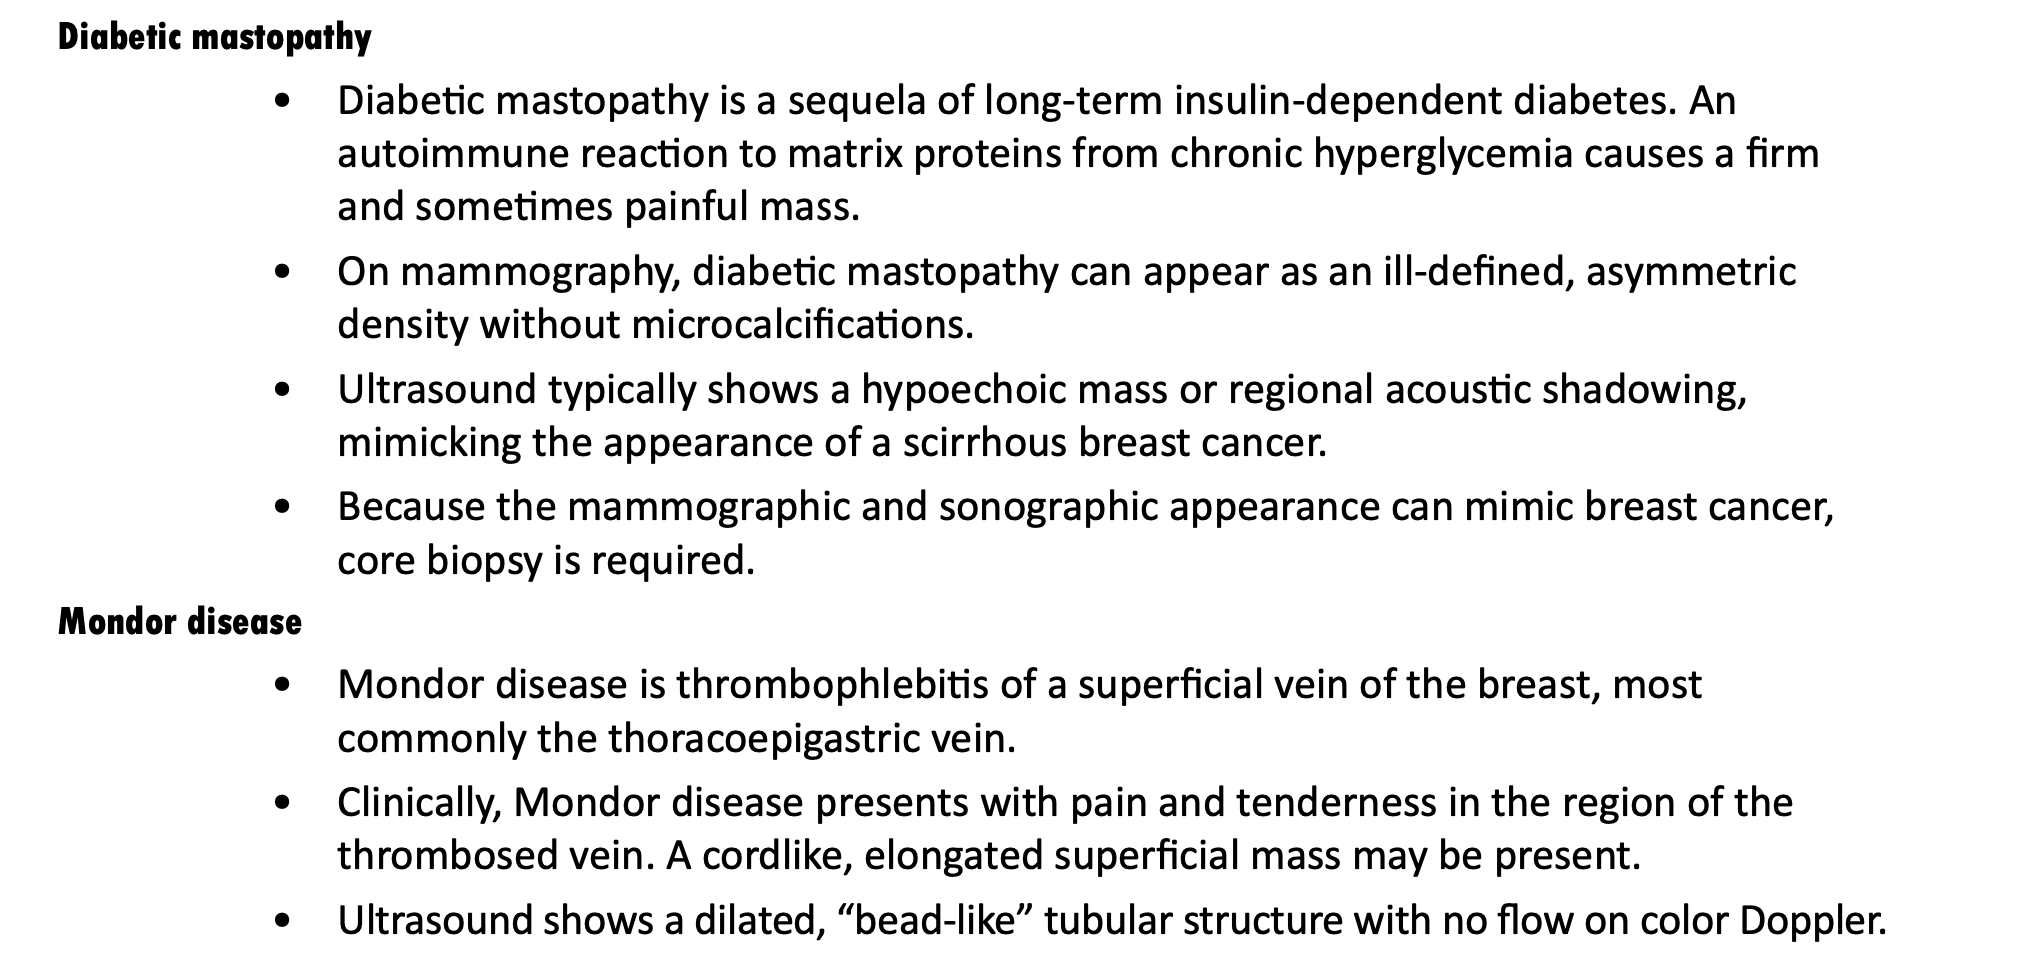 Diabetic mastopathy
• Diabetic mastopathy is a sequela of long-term insulin-dependent diabetes. An
autoimmune reaction to matrix proteins from chronic hyperglycemia causes a firm
and sometimes painful mass.
• On mammography, diabetic mastopathy can appear as an ill-defined, asymmetric
density without microcalcifications.
• Ultrasound typically shows a hypoechoic mass or regional acoustic shadowing,
mimicking the appearance of a scirrhous breast cancer.
• Because the mammographic and sonographic appearance can mimic breast cancer,
core biopsy is required.
Mondor disease
• Mondor disease is thrombophlebitis of a superficial vein of the breast, most
commonly the thoracoepigastric vein.
• Clinically, Mondor disease presents with pain and tenderness in the region of the
thrombosed vein. A cordlike, elongated superficial mass may be present.
• Ultrasound shows a dilated, “bead-like” tubular structure with no flow on color Doppler.